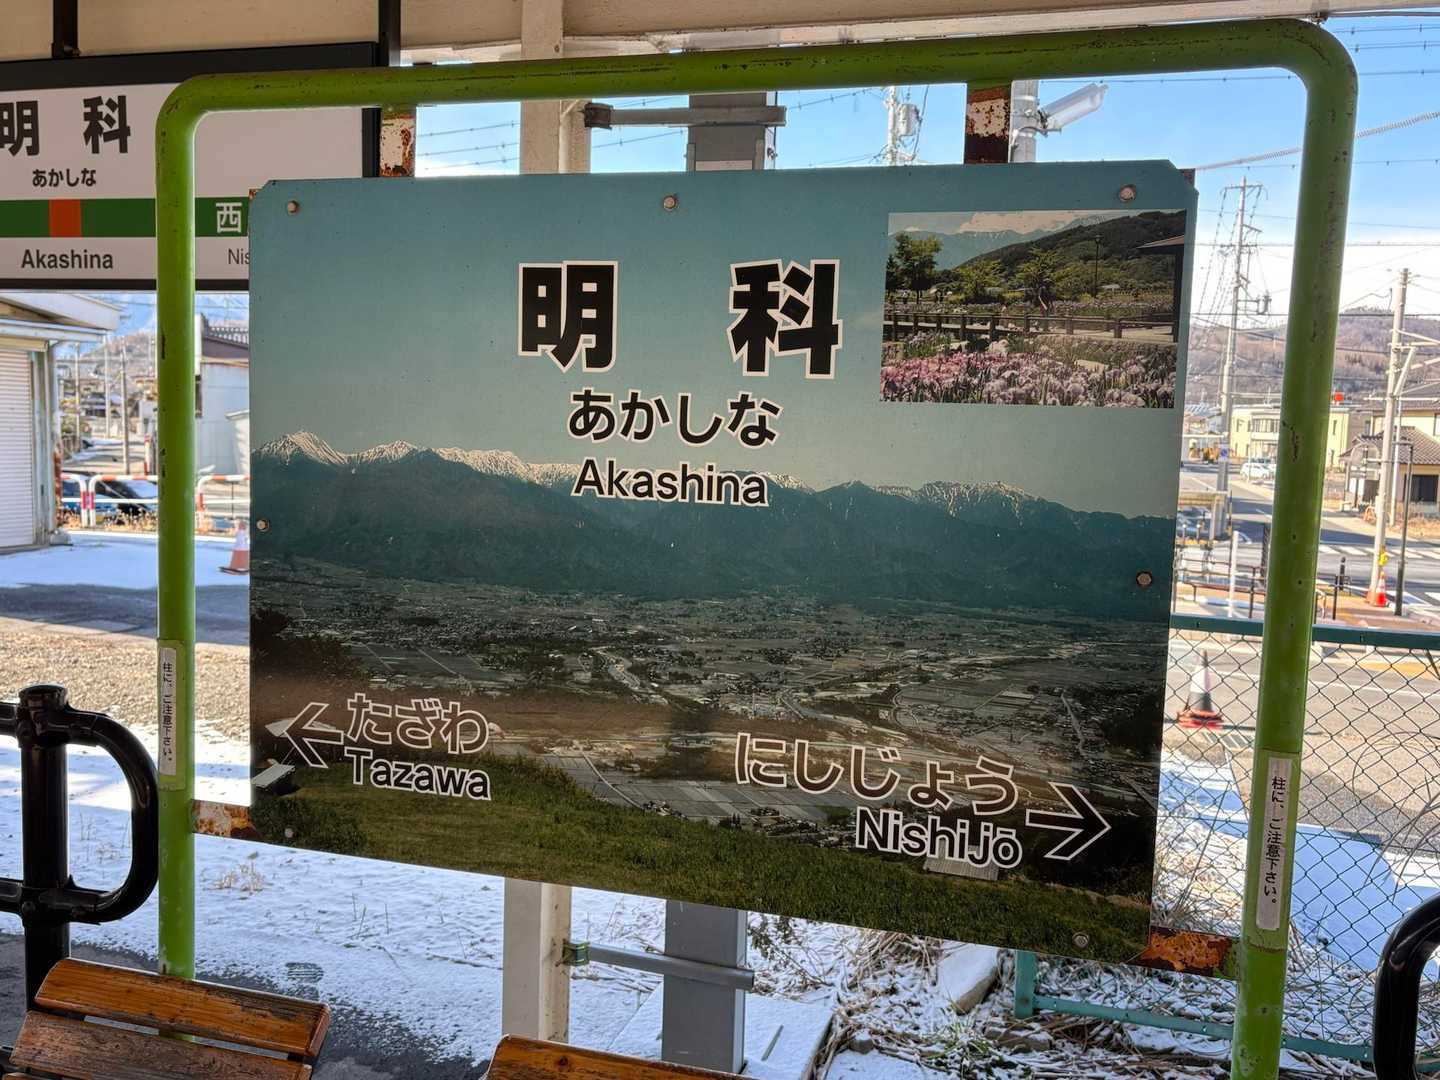 明 科
あかしな
西
Akashina
Nis
明 科
あかしな
Akashina
たざわ
Tazawa
にしじょう
Nishijō
柱に、ご注意下さい。
柱に、ご注意下さい。